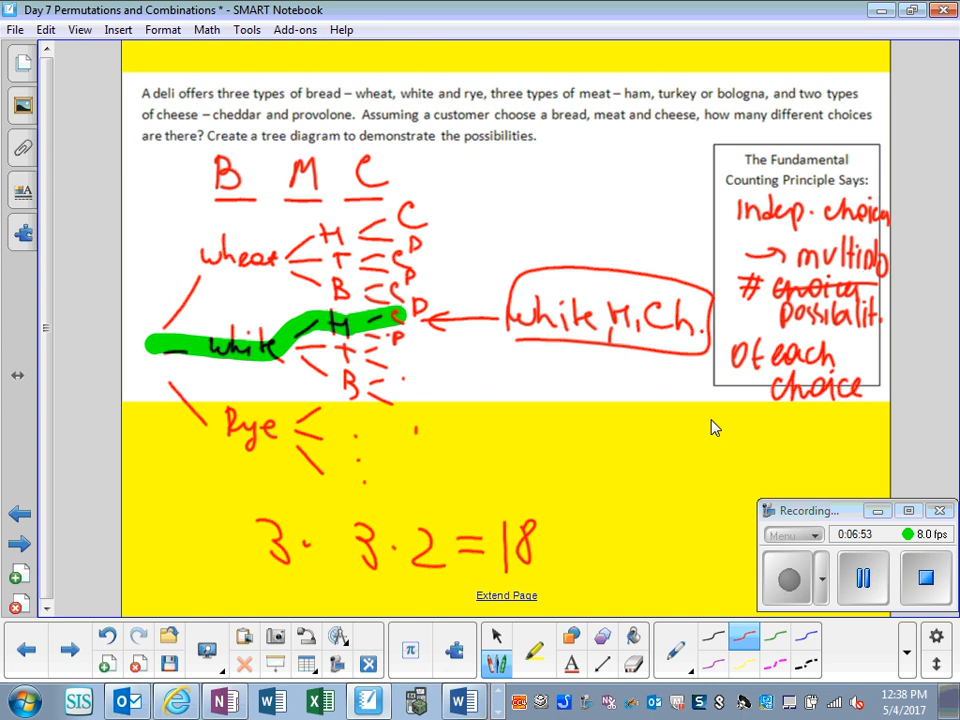 Day 7 Permutations and Combinations * - SMART Notebook
File Edit View Insert Format Math Tools Add-ons Help
A deli offers three types of bread – wheat, white and rye, three types of meat – ham, turkey or bologna, and two types
of cheese – cheddar and provolone. Assuming a customer choose a bread, meat and cheese, how many different choices
are there? Create a tree diagram to demonstrate the possibilities.
B M C
wheat H C
P
T C
P
B C
P
White H C
P
T
B
Rye
White, H, Ch.
The Fundamental
Counting Principle Says:
Indep. choice
→ multiply
# choices
possibilit.
Of each
choice
3 · 3 · 2 = 18
Extend Page
Recording...
Menu
0:06:53
8.0 fps
π
A
SIS
12:38 PM
5/4/2017